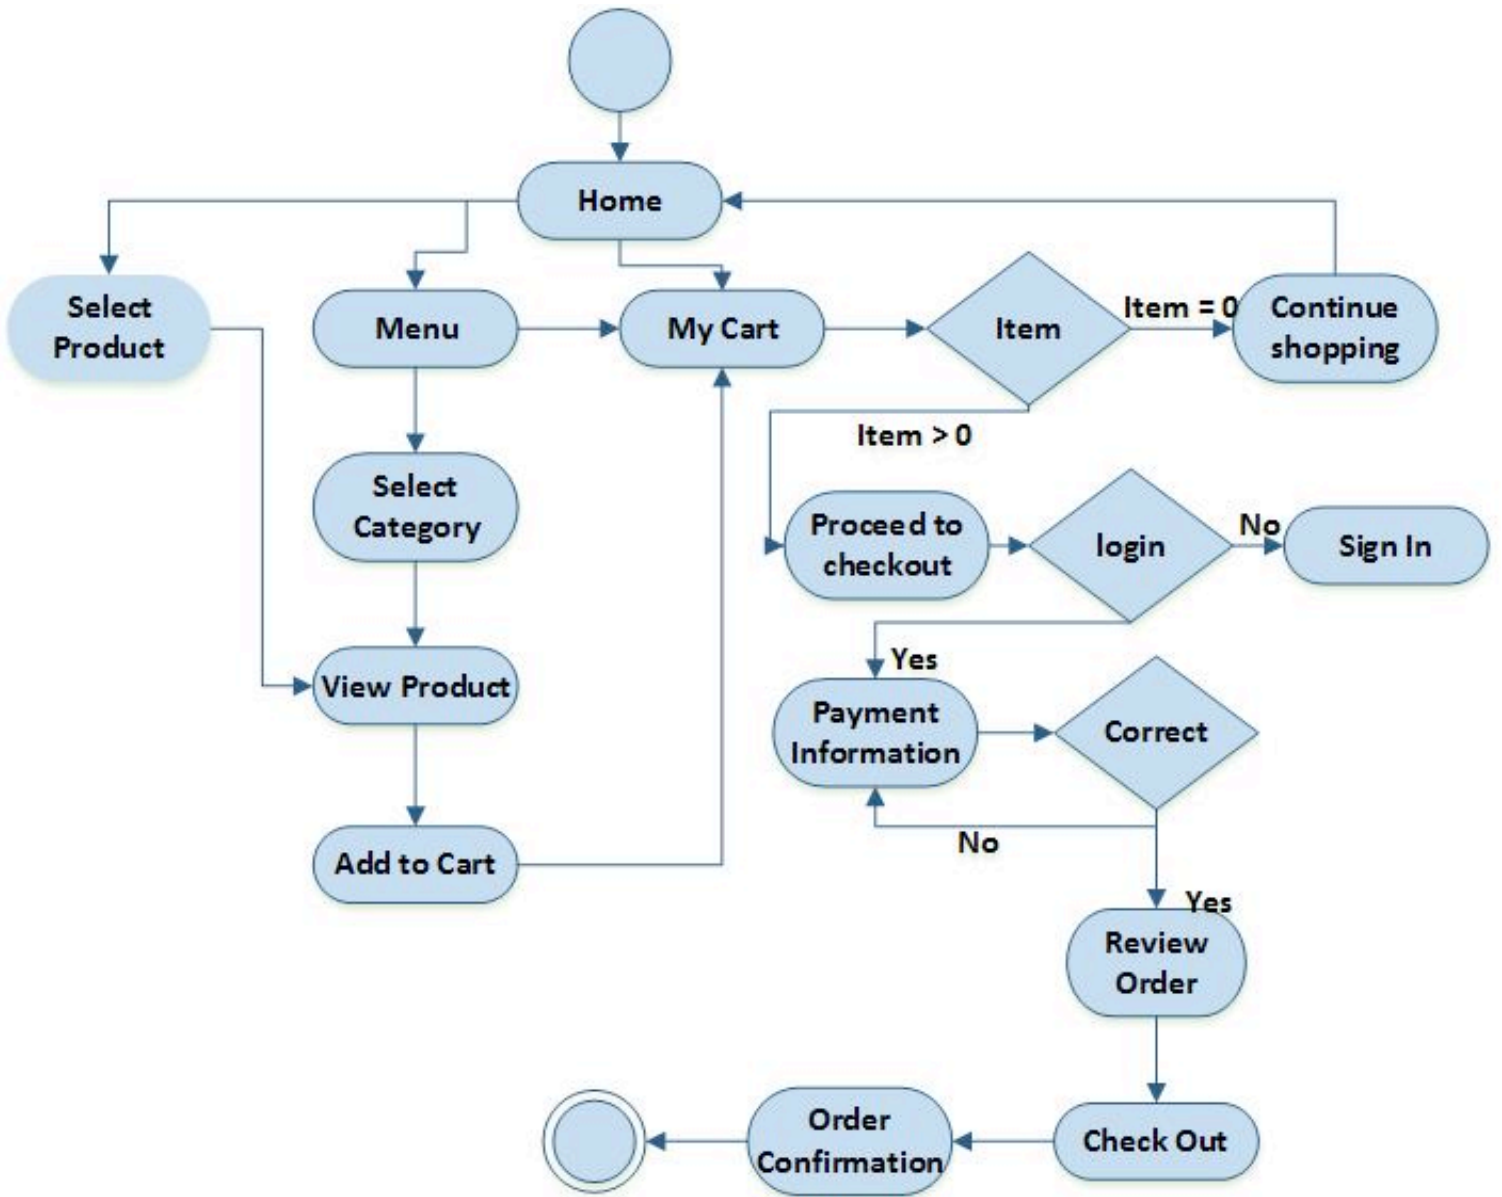 Home
Select
Product
Menu
My Cart
Item
Item = 0
Continue
shopping
Item > 0
Select
Category
Proceed to
checkout
login
No
Sign In
Yes
View Product
Payment
Information
Correct
No
Add to Cart
Yes
Review
Order
Order
Confirmation
Check Out